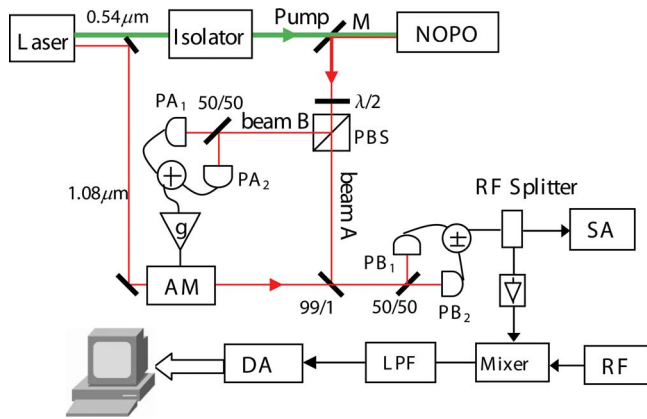 0.54μm
Pump
M
Laser
Isolator
NOPO
λ/2
50/50
PA₁
beam B
PBS
PA₂
1.08μm
beam A
RF Splitter
g
SA
PB₁
±
+
AM
99/1
50/50
PB₂
DA
LPF
Mixer
RF